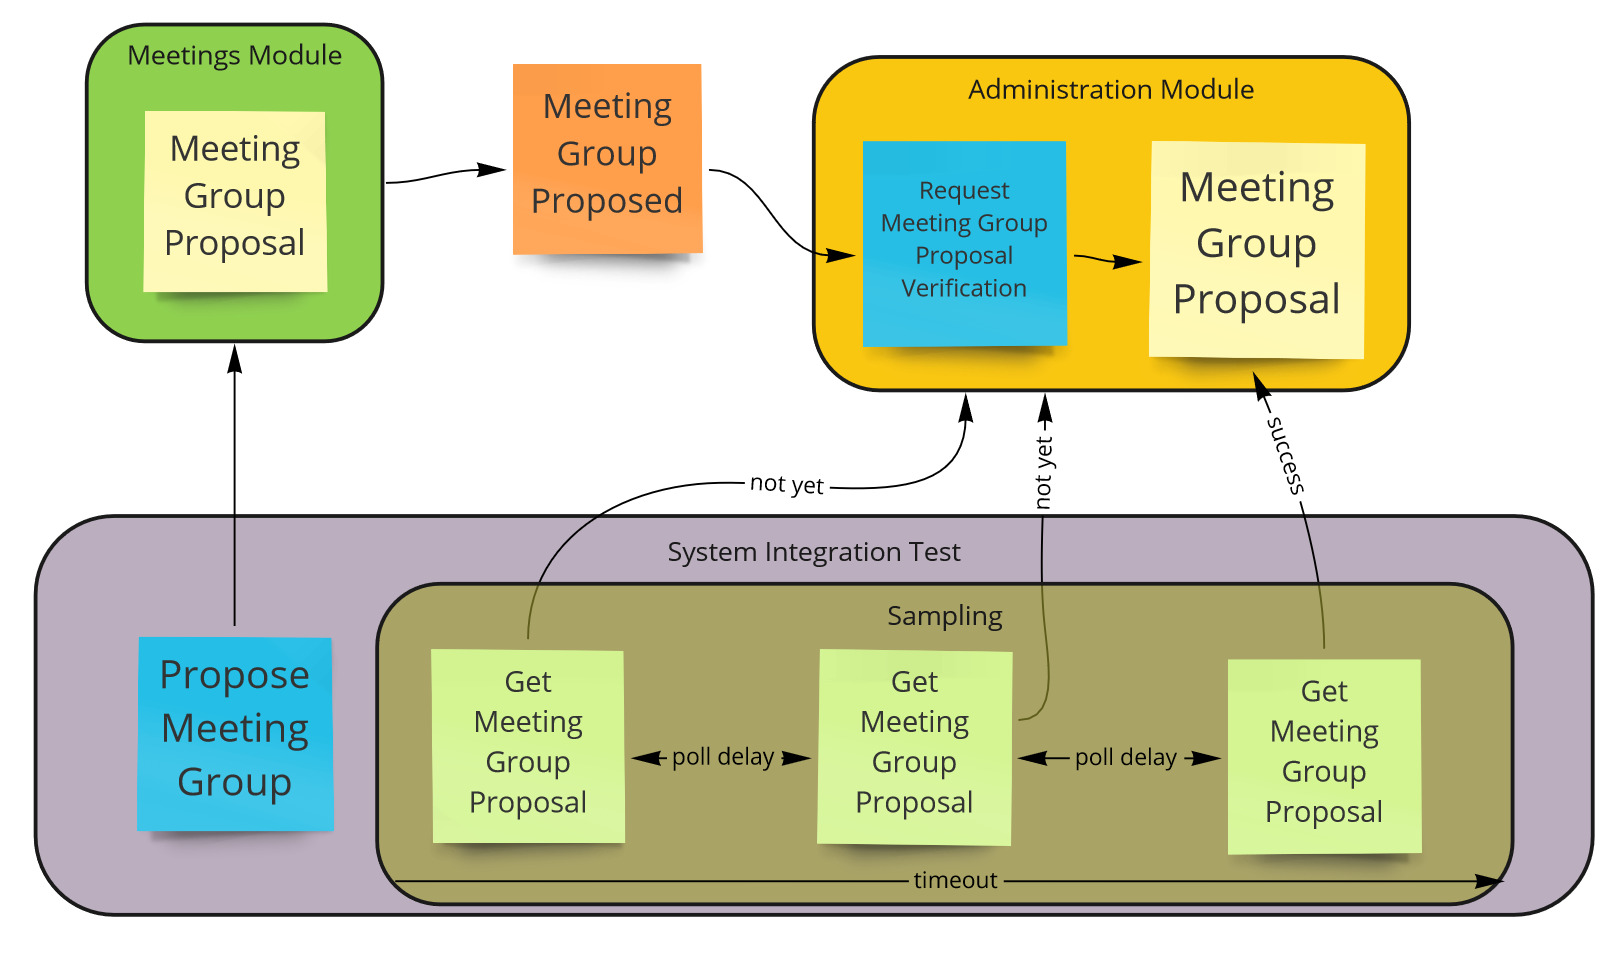 Meetings Module
Meeting
Group
Proposal
Meeting
Group
Proposed
Administration Module
Request
Meeting Group
Proposal
Verification
Meeting
Group
Proposal
not yet
not yet
success
System Integration Test
Propose
Meeting
Group
Sampling
Get
Meeting
Group
Proposal
poll delay
Get
Meeting
Group
Proposal
poll delay
Get
Meeting
Group
Proposal
timeout